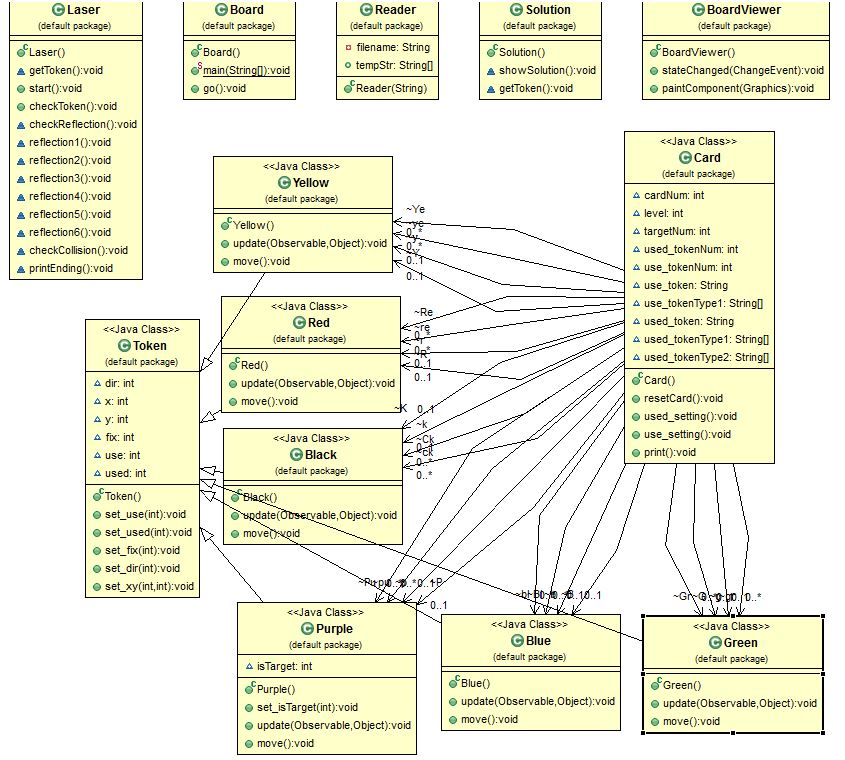 Laser
(default package)
Laser()
getToken():void
start():void
checkToken():void
checkReflection():void
reflection1():void
reflection2():void
reflection3():void
reflection4():void
reflection5():void
reflection6():void
checkCollision():void
printEnding():void
Board
(default package)
Board()
main(String[]):void
go():void
Reader
(default package)
filename: String
tempStr: String[]
Reader(String)
Solution
(default package)
Solution()
showSolution():void
getToken():void
BoardViewer
(default package)
BoardViewer()
stateChanged(ChangeEvent):void
paintComponent(Graphics):void
<<Java Class>>
Yellow
(default package)
Yellow()
update(Observable,Object):void
move():void
~Ye
~ye
0..*
~y
0..*
0..1
0..1
<<Java Class>>
Card
(default package)
cardNum: int
level: int
targetNum: int
used_tokenNum: int
use_tokenNum: int
use_token: String
use_tokenType1: String[]
used_token: String
used_tokenType1: String[]
used_tokenType2: String[]
Card()
resetCard():void
used_setting():void
use_setting():void
print():void
<<Java Class>>
Red
(default package)
Red()
update(Observable,Object):void
move():void
~Re
~re
0..*
~R
0..1
0..1
<<Java Class>>
Token
(default package)
dir: int
x: int
y: int
fix: int
use: int
used: int
Token()
set_use(int):void
set_used(int):void
set_fix(int):void
set_dir(int):void
set_xy(int,int):void
<<Java Class>>
Black
(default package)
Black()
update(Observable,Object):void
move():void
~K
0..1
~k
~Ck
0..1
~ck
0..*
0..*
<<Java Class>>
Purple
(default package)
isTarget: int
Purple()
set_isTarget(int):void
update(Observable,Object):void
move():void
~P
0..1
<<Java Class>>
Blue
(default package)
Blue()
update(Observable,Object):void
move():void
<<Java Class>>
Green
(default package)
Green()
update(Observable,Object):void
move():void
~Gr
0..*